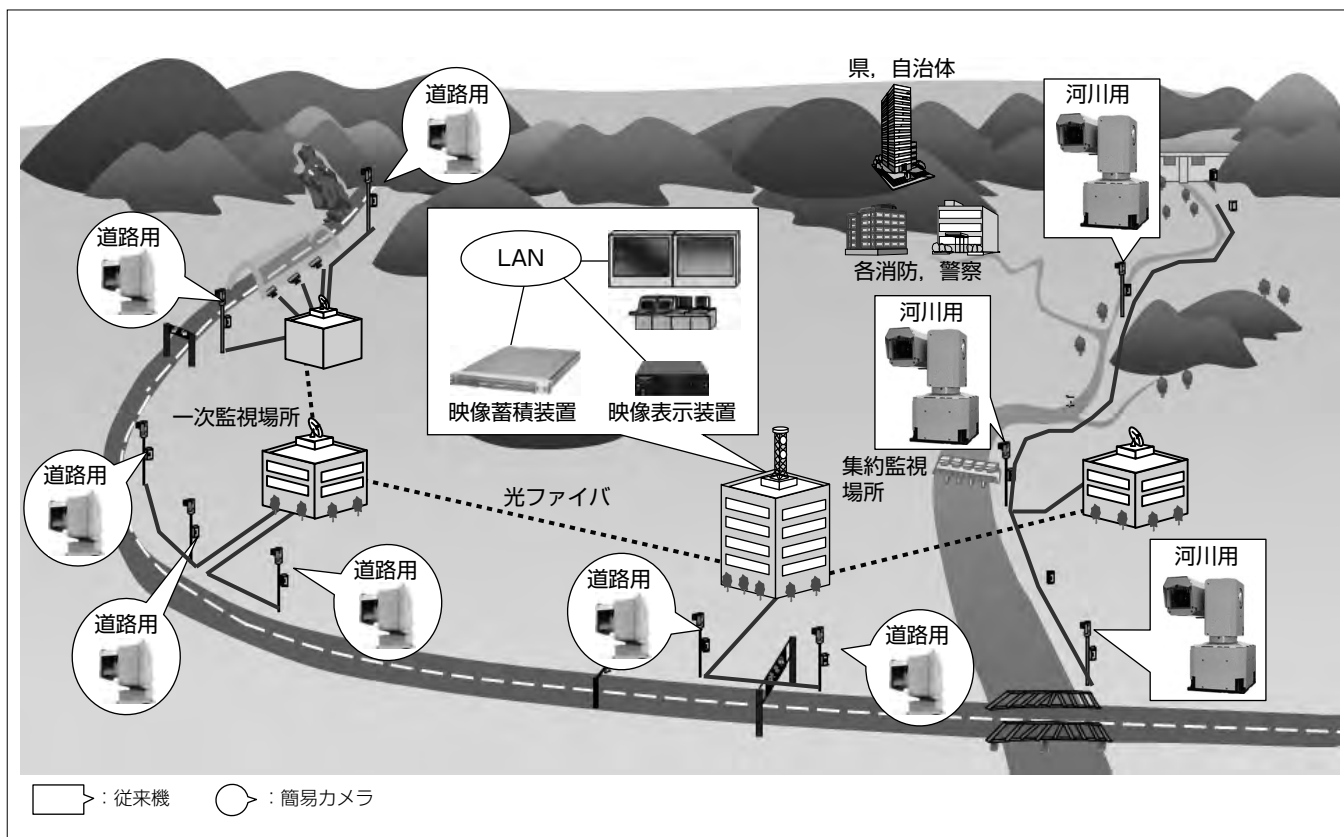 県，自治体
道路用
河川用
道路用
LAN
各消防，警察
河川用
映像蓄積装置
映像表示装置
一次監視場所
集約監視
場所
道路用
光ファイバ
河川用
道路用
道路用
道路用
道路用
：従来機
：簡易カメラ